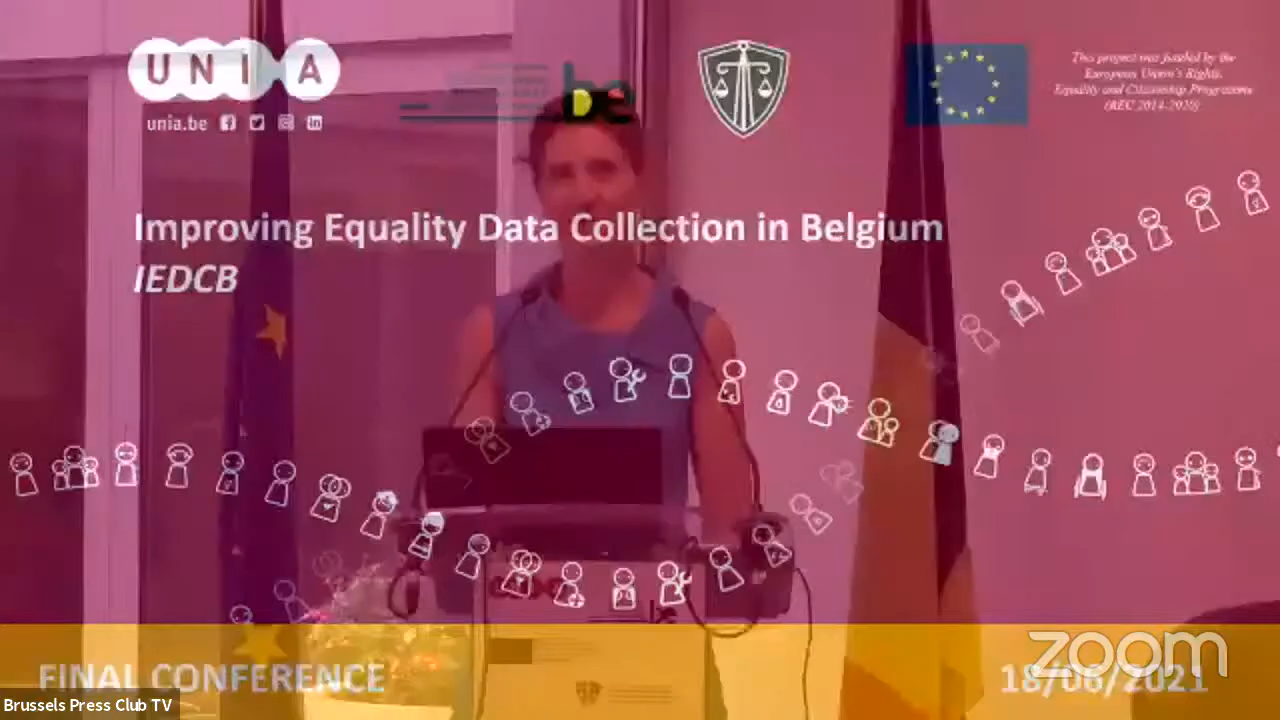 UNIA
unia.be
be
This project was funded by the
European Union's Rights,
Equality and Citizenship Programme
(REC 2014-2020)
Improving Equality Data Collection in Belgium
IEDCB
FINAL CONFERENCE
18/06/2021
zoom
Brussels Press Club TV